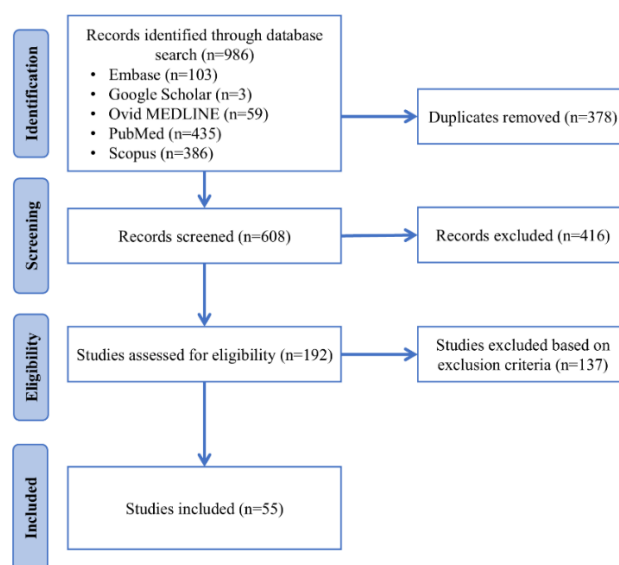 Identification
Records identified through database
search (n=986)
• Embase (n=103)
• Google Scholar (n=3)
• Ovid MEDLINE (n=59)
• PubMed (n=435)
• Scopus (n=386)
Duplicates removed (n=378)
Screening
Records screened (n=608)
Records excluded (n=416)
Eligibility
Studies assessed for eligibility (n=192)
Studies excluded based on
exclusion criteria (n=137)
Included
Studies included (n=55)